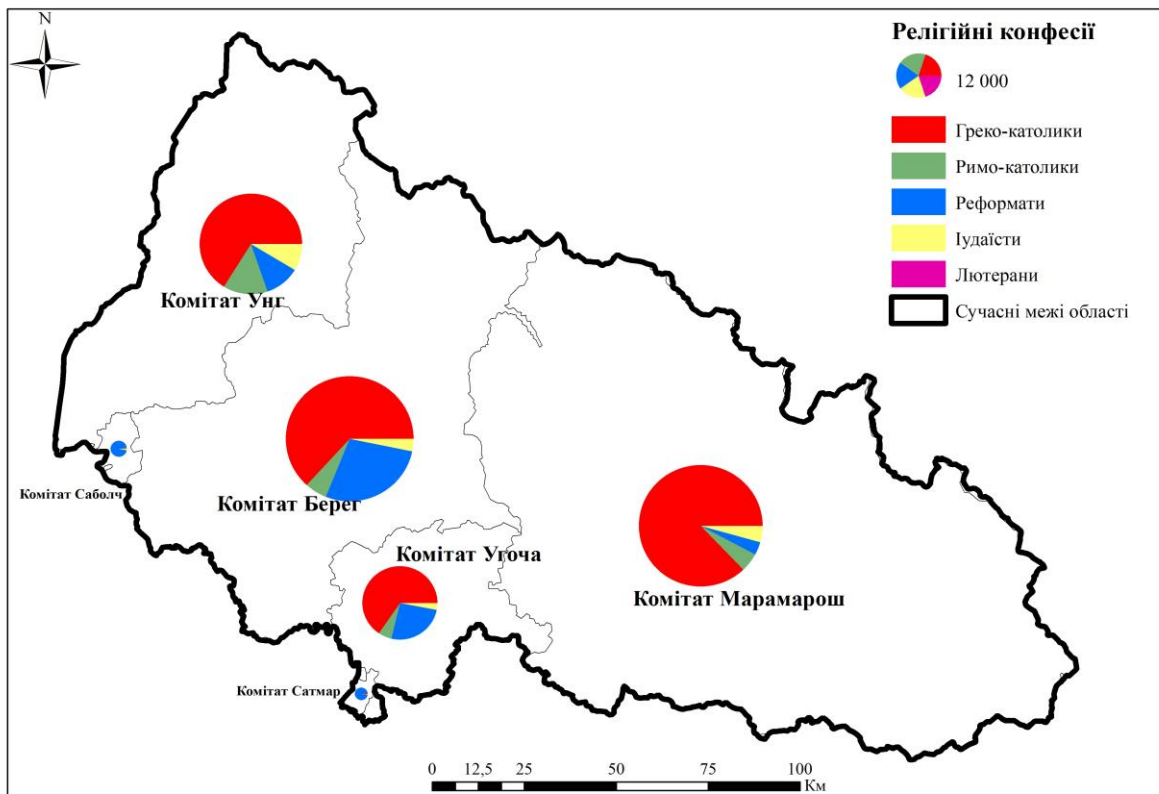 N
Релігійні конфесії
12 000
Греко-католики
Римо-католики
Реформати
Іудаїсти
Лютерани
Сучасні межі області
Комітат Унг
Комітат Саболч
Комітат Берег
Комітат Угоча
Комітат Марамарош
Комітат Сатмар
0 12,5 25 50 75 100
Км